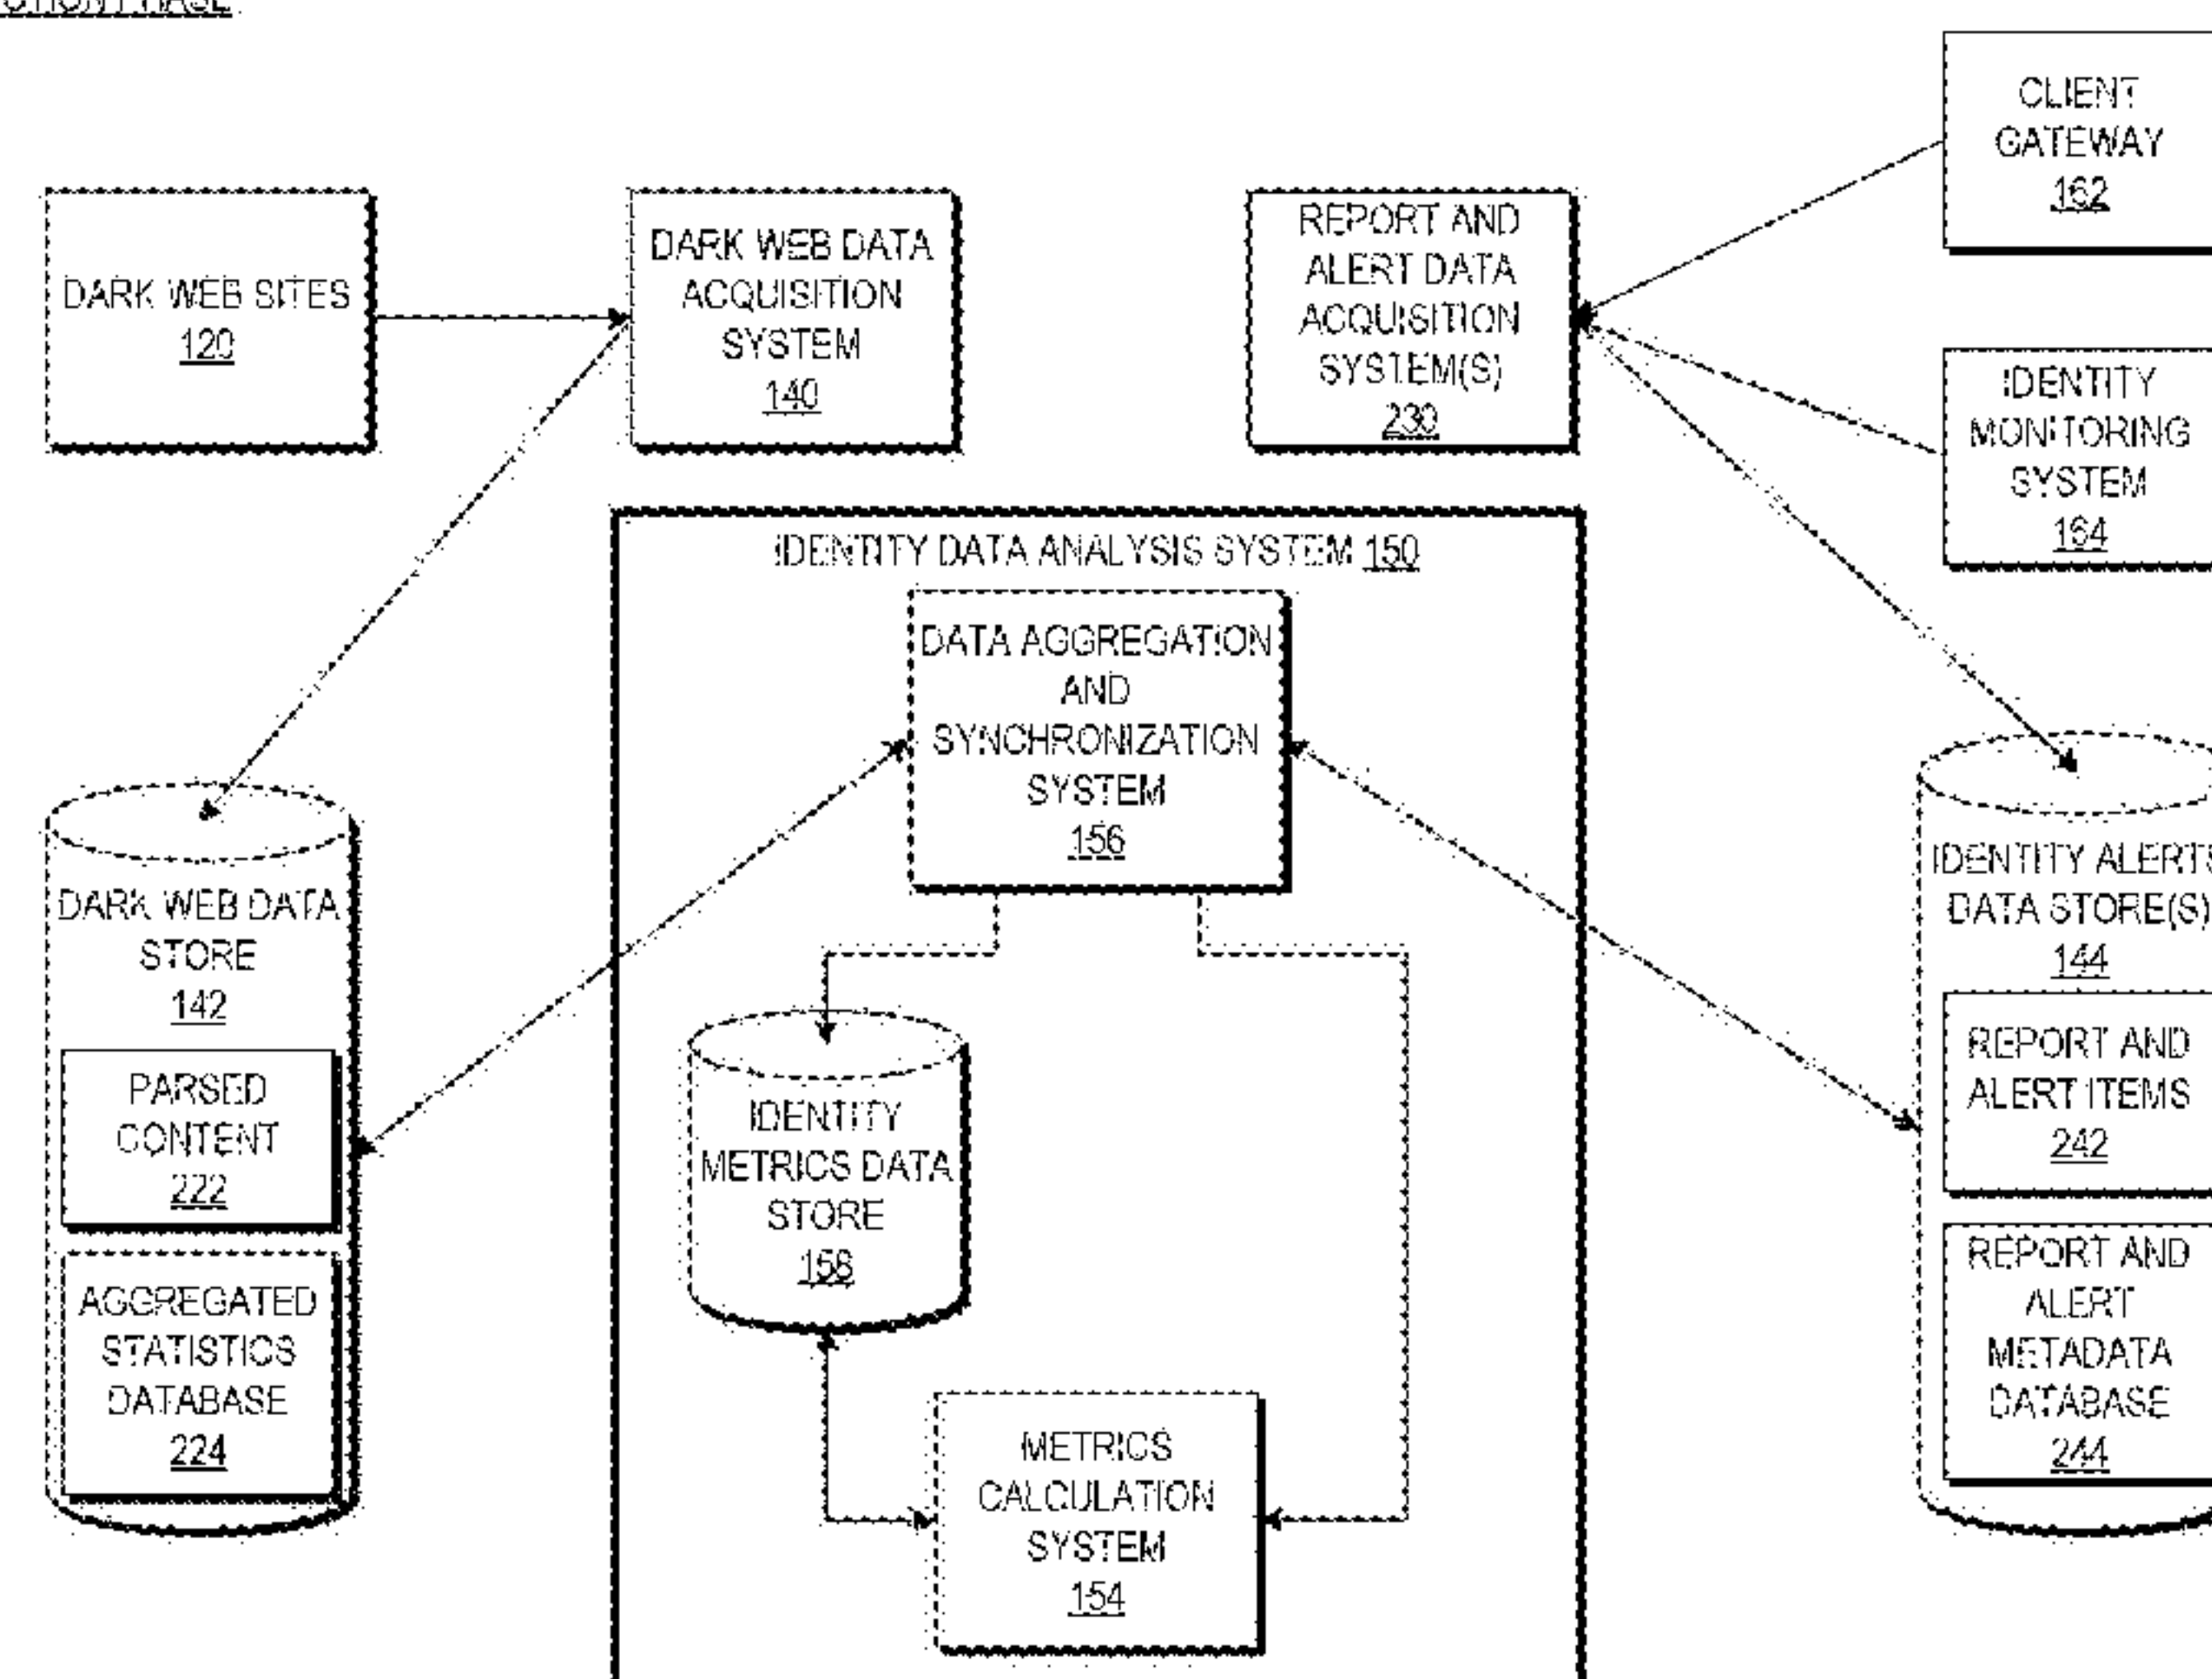 PHASE
DARK WEB SITES
120
DARK WEB DATA
ACQUISITION
SYSTEM
140
REPORT AND
ALERT DATA
ACQUISITION
SYSTEM(S)
230
CLIENT
GATEWAY
162
IDENTITY
MONITORING
SYSTEM
164
IDENTITY DATA ANALYSIS SYSTEM 150
DATA AGGREGATION
AND
SYNCHRONIZATION
SYSTEM
156
DARK WEB DATA
STORE
142
PARSED
CONTENT
222
AGGREGATED
STATISTICS
DATABASE
224
IDENTITY
METRICS DATA
STORE
158
METRICS
CALCULATION
SYSTEM
154
IDENTITY ALERTS
DATA STORE(S)
144
REPORT AND
ALERT ITEMS
242
REPORT AND
ALERT
METADATA
DATABASE
244